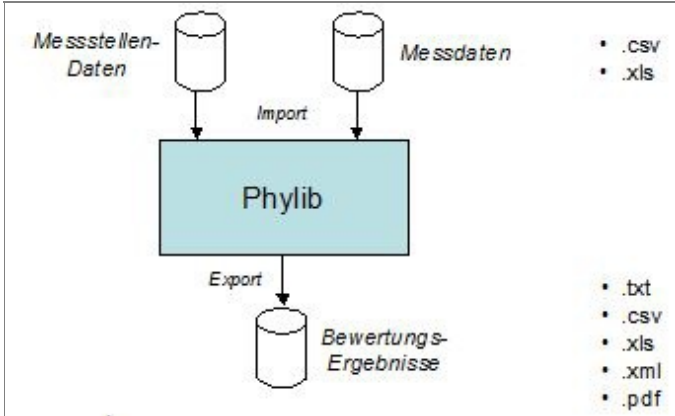 Messstellen-
Daten
Messdaten
• .csv
• .xls
Import
Phylib
Export
Bewertungs-
Ergebnisse
• .txt
• .csv
• .xls
• .xml
• .pdf